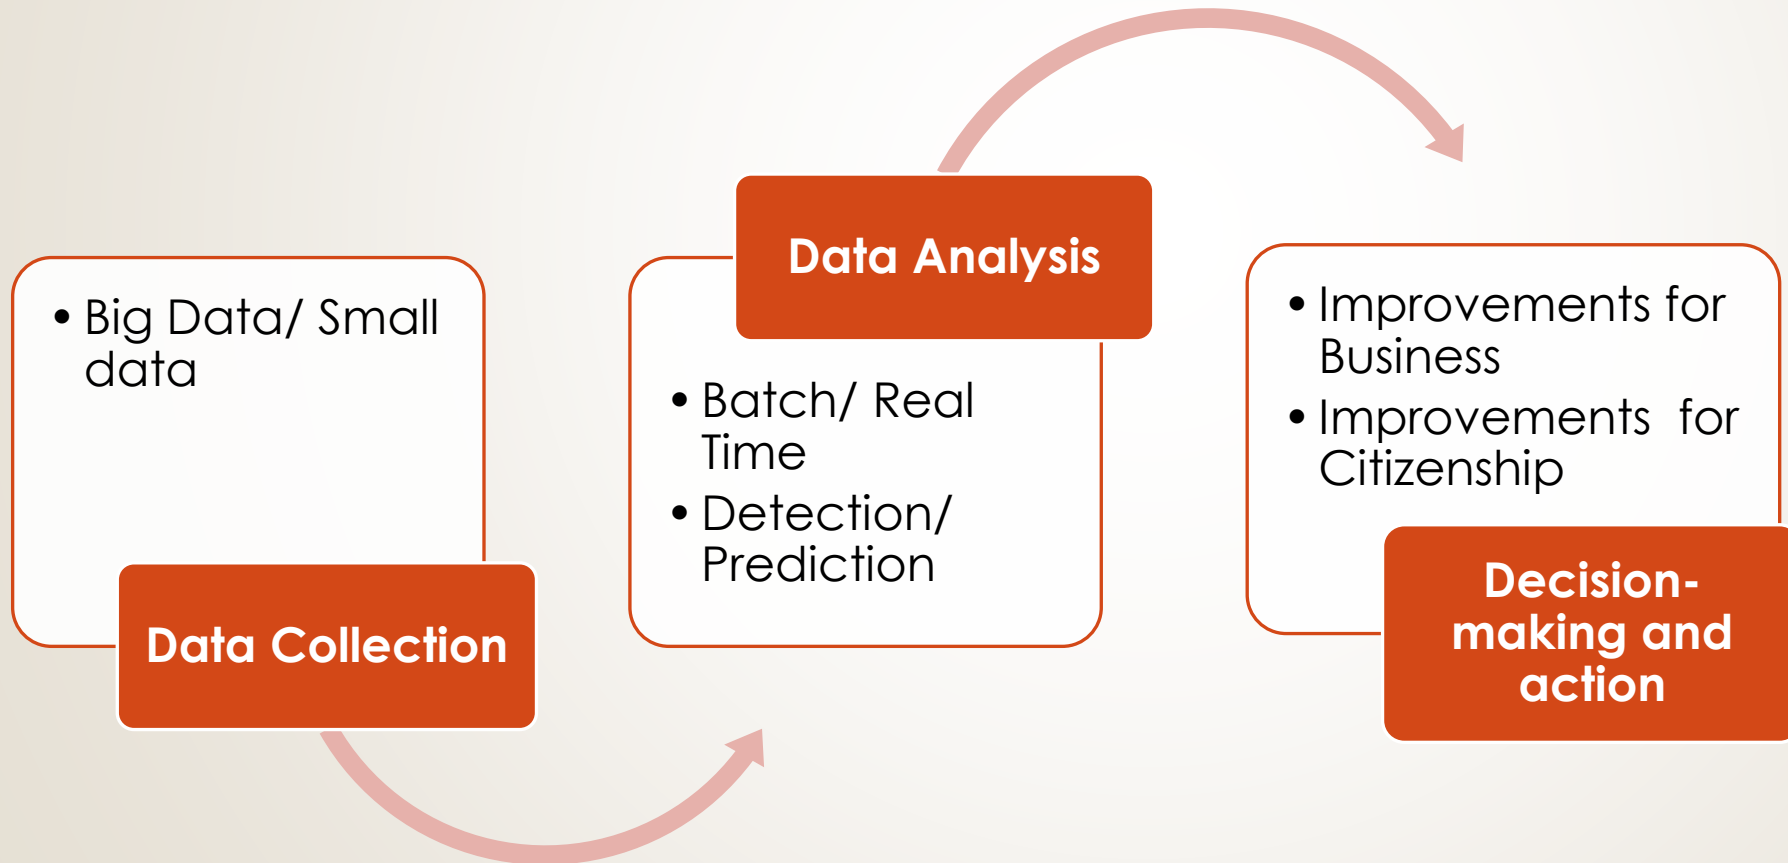 • Big Data/ Small
data
Data Collection
Data Analysis
• Batch/ Real
Time
• Detection/
Prediction
• Improvements for
Business
• Improvements  for
Citizenship
Decision-
making and
action